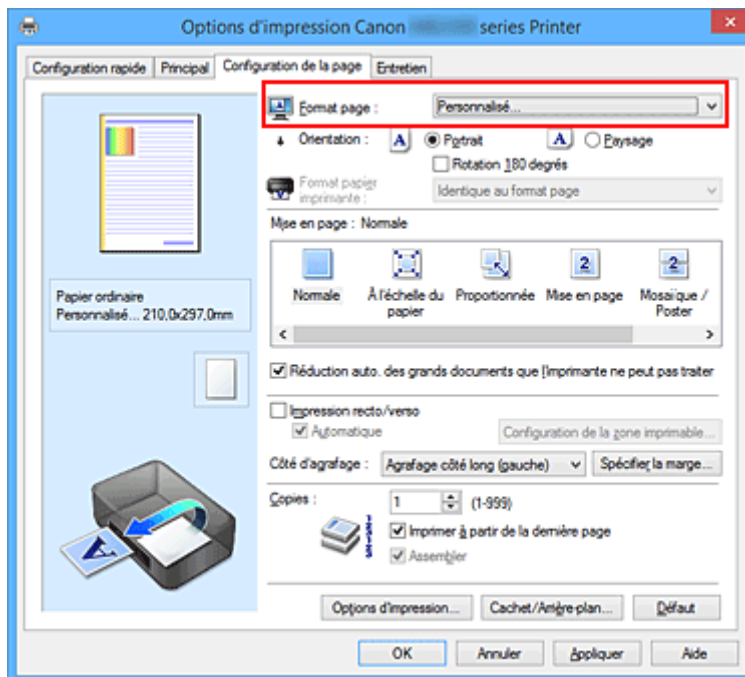 Options d'impression Canon series Printer
Configuration rapide Principal Configuration de la page Entretien
Format page : Personnalisé...
Orientation : A Portrait A Paysage
Rotation 180 degrés
Format papier imprimante : Identique au format page
Mise en page : Normale
Normale À l'échelle du papier Proportionnée Mise en page Mosaïque / Poster
Papier ordinaire
Personnalisé... 210,0x297,0mm
Réduction auto. des grands documents que l'imprimante ne peut pas traiter
Impression recto/verso
Automatique Configuration de la zone imprimable...
Côté d'agrafage : Agrafage côté long (gauche) Spécifier la marge...
Copies : 1 (1-999)
Imprimer à partir de la dernière page
Assembler
Options d'impression... Cachet/Arrière-plan... Défaut
OK Annuler Appliquer Aide